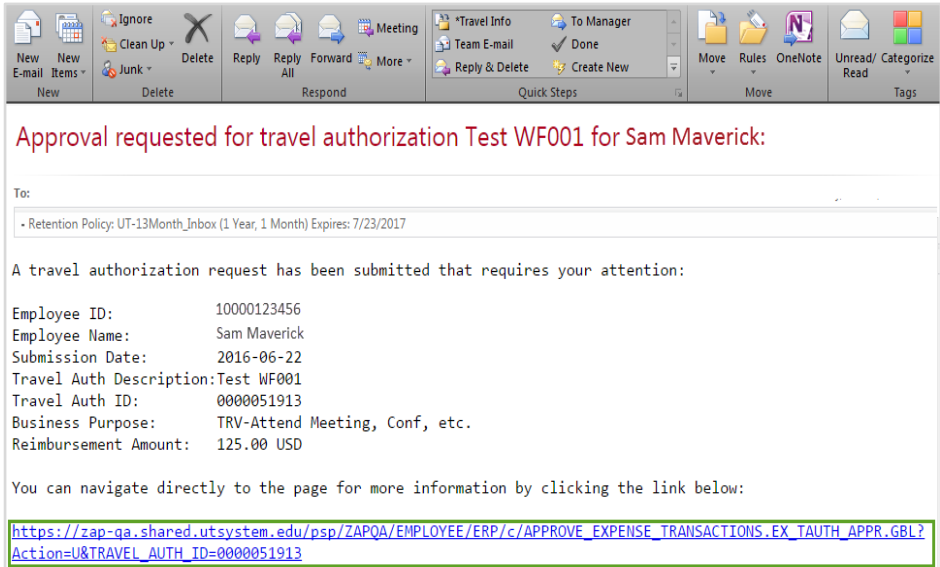 New E-mail
New Items
Ignore
Clean Up
Junk
Delete
Reply
Reply All
Forward
Meeting
More
*Travel Info
Team E-mail
Reply & Delete
To Manager
Done
Create New
Move
Rules
OneNote
Unread/ Read
Categorize
New
Delete
Respond
Quick Steps
Move
Tags
Approval requested for travel authorization Test WF001 for Sam Maverick:
To:
• Retention Policy: UT-13Month_Inbox (1 Year, 1 Month) Expires: 7/23/2017
A travel authorization request has been submitted that requires your attention:
Employee ID: 10000123456
Employee Name: Sam Maverick
Submission Date: 2016-06-22
Travel Auth Description:Test WF001
Travel Auth ID: 0000051913
Business Purpose: TRV-Attend Meeting, Conf, etc.
Reimbursement Amount: 125.00 USD
You can navigate directly to the page for more information by clicking the link below:
https://zap-qa.shared.utsystem.edu/psp/ZAPQA/EMPLOYEE/ERP/c/APPROVE_EXPENSE_TRANSACTIONS.EX_TAUTH_APPR.GBL?
Action=U&TRAVEL_AUTH_ID=0000051913